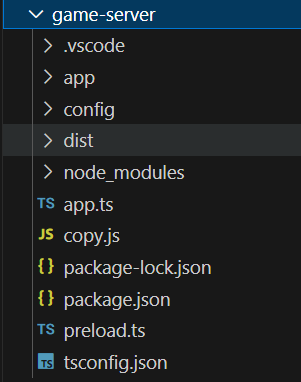 game-server
.vscode
app
config
dist
node_modules
TS app.ts
JS copy.js
{} package-lock.json
{} package.json
TS preload.ts
TS tsconfig.json